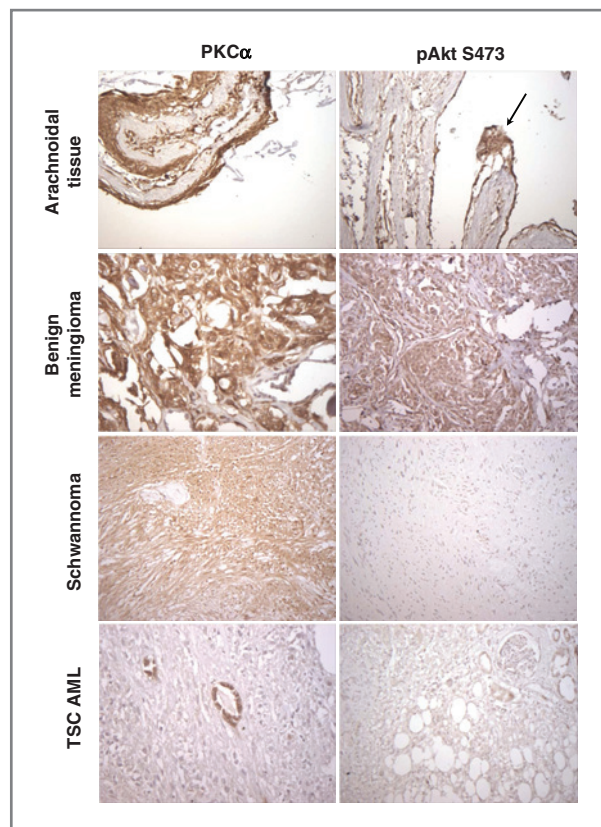 PKCα
pAkt S473
Arachnoidal
tissue
Benign
meningioma
Schwannoma
TSC AML